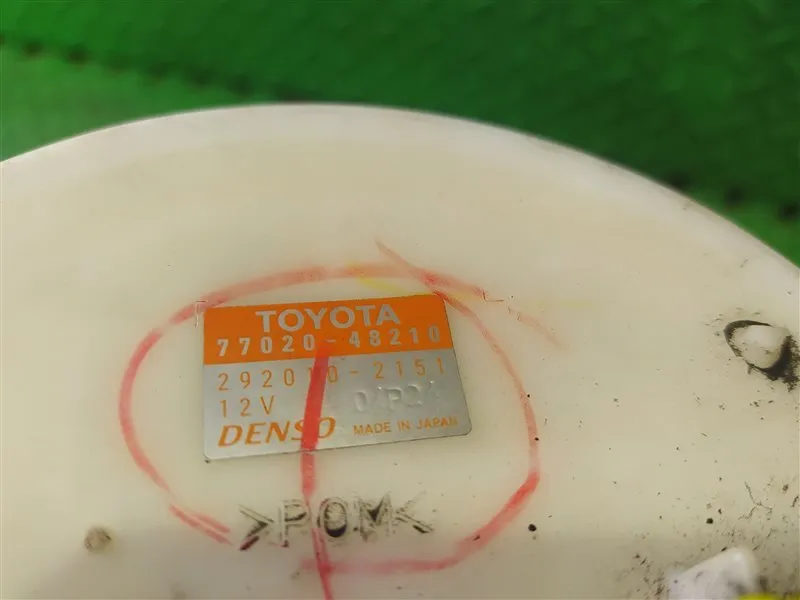 TOYOTA
77020-48210
292010-2151
12V
DENSO MADE IN JAPAN
>POM<